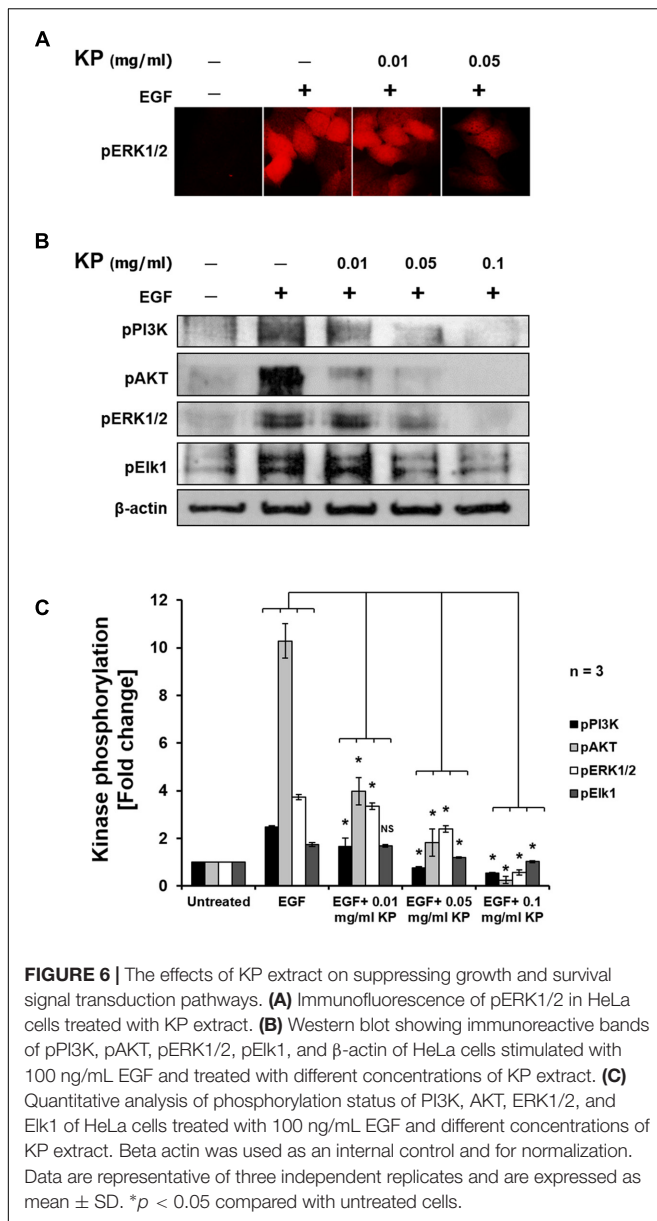 A
KP (mg/ml) – – 0.01 0.05
EGF – + + +
pERK1/2
B
KP (mg/ml) – – 0.01 0.05 0.1
EGF – + + + +
pPI3K
pAKT
pERK1/2
pElk1
β-actin
C
Kinase phosphorylation
[Fold change]
12
10
8
6
4
2
0
* * * NS
* * * *
* * * *
Untreated EGF EGF+ 0.01 EGF+ 0.05 EGF+ 0.1
mg/ml KP mg/ml KP mg/ml KP
n = 3
pPI3K
pAKT
pERK1/2
pElk1
FIGURE 6 | The effects of KP extract on suppressing growth and survival
signal transduction pathways. (A) Immunofluorescence of pERK1/2 in HeLa
cells treated with KP extract. (B) Western blot showing immunoreactive bands
of pPI3K, pAKT, pERK1/2, pElk1, and β-actin of HeLa cells stimulated with
100 ng/mL EGF and treated with different concentrations of KP extract. (C)
Quantitative analysis of phosphorylation status of PI3K, AKT, ERK1/2, and
Elk1 of HeLa cells treated with 100 ng/mL EGF and different concentrations of
KP extract. Beta actin was used as an internal control and for normalization.
Data are representative of three independent replicates and are expressed as
mean ± SD. *p < 0.05 compared with untreated cells.